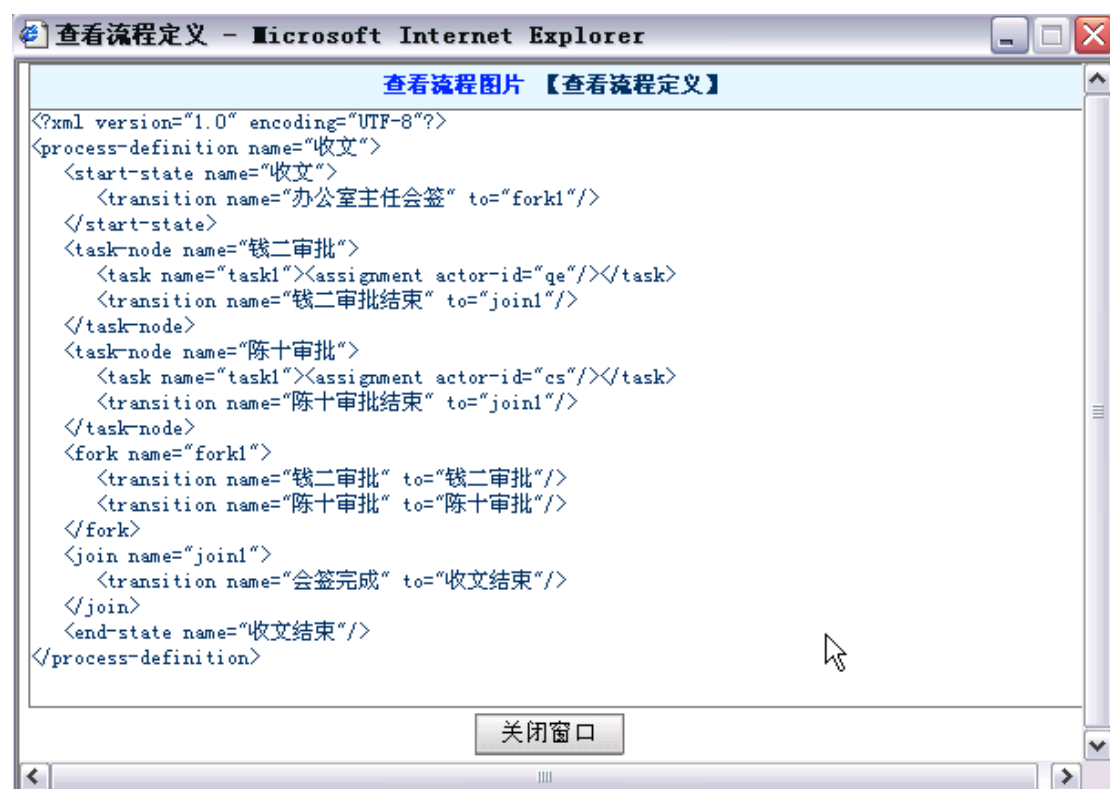 查看流程定义 - Microsoft Internet Explorer
查看流程图片 【查看流程定义】
<?xml version="1.0" encoding="UTF-8"?>
<process-definition name="收文">
<start-state name="收文">
<transition name="办公室主任会签" to="fork1"/>
</start-state>
<task-node name="钱二审批">
<task name="task1"><assignment actor-id="qe"/></task>
<transition name="钱二审批结束" to="join1"/>
</task-node>
<task-node name="陈十审批">
<task name="task1"><assignment actor-id="cs"/></task>
<transition name="陈十审批结束" to="join1"/>
</task-node>
<fork name="fork1">
<transition name="钱二审批" to="钱二审批"/>
<transition name="陈十审批" to="陈十审批"/>
</fork>
<join name="join1">
<transition name="会签完成" to="收文结束"/>
</join>
<end-state name="收文结束"/>
</process-definition>
关闭窗口